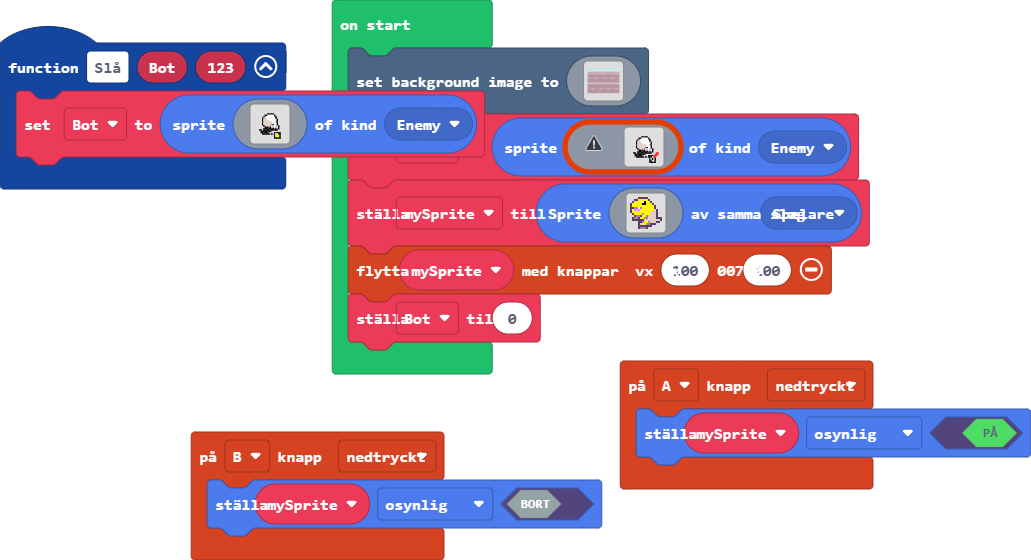 on start
set background image to
function Slå Bot 123
set Bot to sprite of kind Enemy
sprite of kind Enemy
ställa mySprite till Sprite av samma slag Spelare
flytta mySprite med knappar vx 100 007 100
ställa Bot till 0
på A knapp nedtryckt
ställa mySprite osynlig PÅ
på B knapp nedtryckt
ställa mySprite osynlig BORT